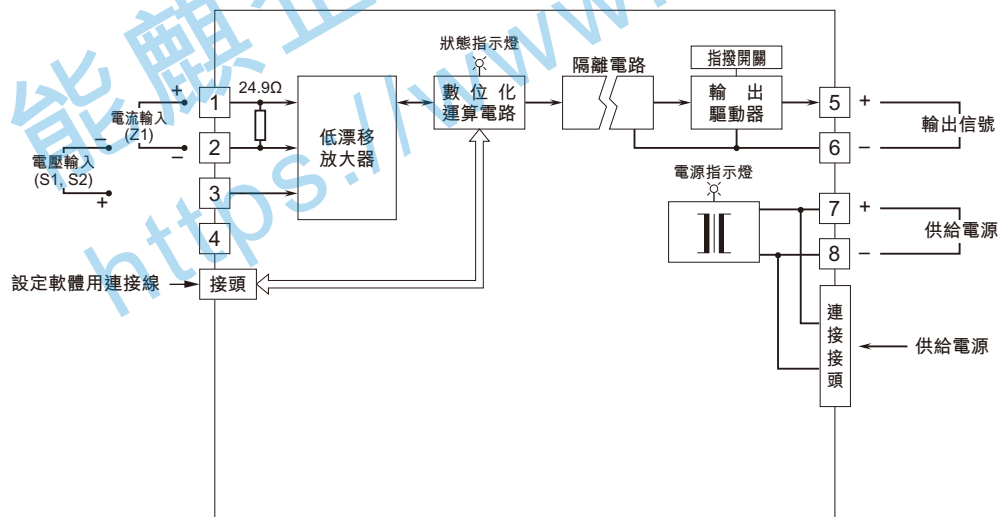 能麒企
https://www.
狀態指示燈
指撥開關
隔離電路
+
1
24.9Ω
電流輸入
(Z1)
−
2
−
電壓輸入
(S1, S2)
+
3
4
低漂移
放大器
數位化
運算電路
輸出
驅動器
5
+
輸出信號
6
−
電源指示燈
7
+
供給電源
8
−
設定軟體用連接線
接頭
連接接頭
供給電源